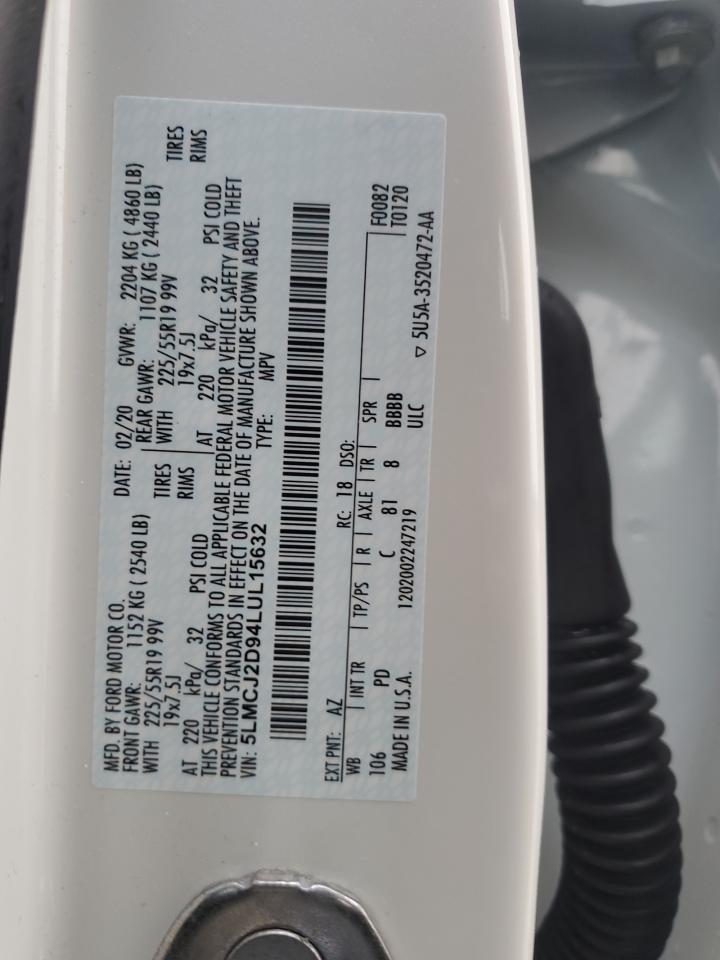 MFD. BY FORD MOTOR CO.
DATE: 02/20 GVWR: 2204 KG ( 4860 LB)
FRONT GAWR: 1152 KG ( 2540 LB) REAR GAWR: 1107 KG ( 2440 LB)
WITH 225/55R19 99V TIRES WITH 225/55R19 99V TIRES
19x7.5J RIMS 19x7.5J RIMS
AT 220 kPa/ 32 PSI COLD AT 220 kPa/ 32 PSI COLD
THIS VEHICLE CONFORMS TO ALL APPLICABLE FEDERAL MOTOR VEHICLE SAFETY AND THEFT
PREVENTION STANDARDS IN EFFECT ON THE DATE OF MANUFACTURE SHOWN ABOVE.
VIN: 5LMCJ2D94LUL15632 TYPE: MPV
EXT PNT: AZ RC: 18 DSO:
WB INT TR TP/PS R AXLE TR SPR F0082
106 PD C 81 8 BBBB T0120
MADE IN U.S.A. 1202002247219 ULC ▽ 5U5A-3520472-AA